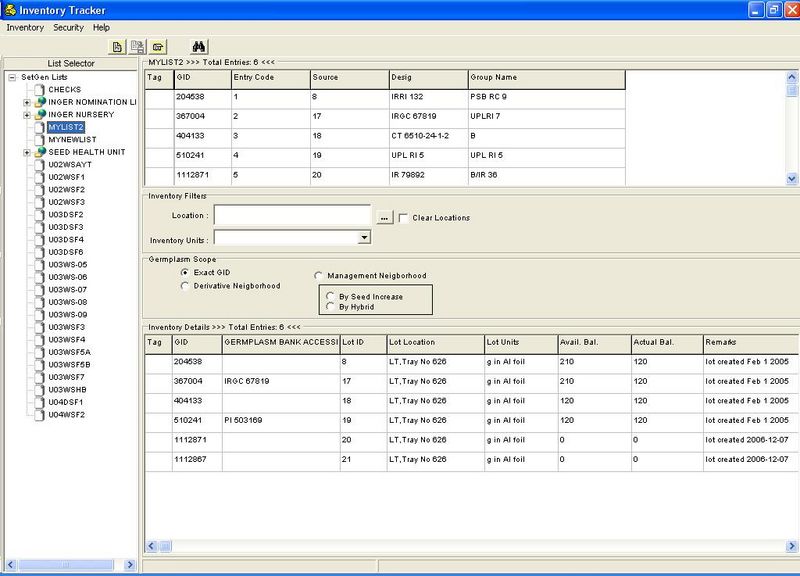 Inventory Tracker
Inventory Security Help
List Selector
SetGen Lists
CHECKS
INGER NOMINATION LI
INGER NURSERY
MYLIST2
MYNEWLIST
SEED HEALTH UNIT
U02WSAYT
U02WSF1
U02WSF2
U02WSF3
U03DSF2
U03DSF3
U03DSF4
U03DSF6
U03WS-05
U03WS-06
U03WS-07
U03WS-08
U03WS-09
U03WSF3
U03WSF4
U03WSF5A
U03WSF5B
U03WSF7
U03WSHB
U04DSF1
U04WSF2
MYLIST2 >>> Total Entries: 6 <<<
Tag GID Entry Code Source Desig Group Name
204538 1 8 IRRI 132 PSB RC 9
367004 2 17 IRGC 67819 UPLRI 7
404133 3 18 CT 6510-24-1-2 B
510241 4 19 UPL RI 5 UPL RI 5
1112871 5 20 IR 79892 B/IR 36
Inventory Filters
Location : ... Clear Locations
Inventory Units :
Germplasm Scope
Exact GID Management Neigborhood
Derivative Neigborhood
By Seed Increase
By Hybrid
Inventory Details >>> Total Entries: 6 <<<
Tag GID GERMPLASM BANK ACCESSI Lot ID Lot Location Lot Units Avail. Bal. Actual Bal. Remarks
204538 8 LT,Tray No 626 g in Al foil 210 120 lot created Feb 1 2005
367004 IRGC 67819 17 LT,Tray No 626 g in Al foil 210 120 lot created Feb 1 2005
404133 18 LT,Tray No 626 g in Al foil 120 120 lot created Feb 1 2005
510241 PI 503169 19 LT,Tray No 626 g in Al foil 120 120 lot created Feb 1 2005
1112871 20 LT,Tray No 626 g in Al foil 0 0 lot created 2006-12-07
1112867 21 LT,Tray No 626 g in Al foil 0 0 lot created 2006-12-07